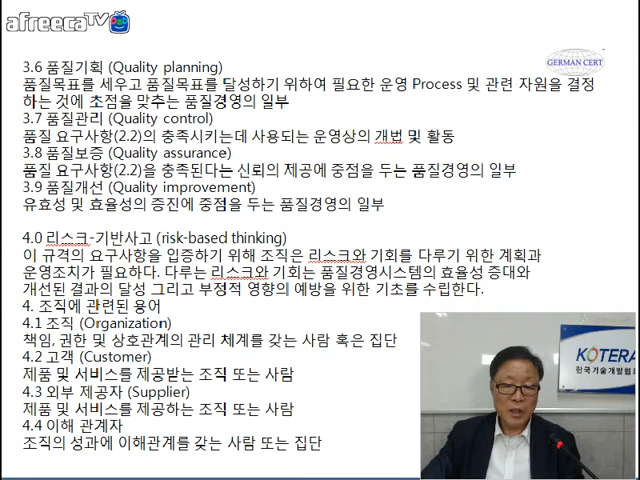 afreecaTV
GERMAN CERT
3.6 품질기획 (Quality planning)
품질목표를 세우고 품질목표를 달성하기 위하여 필요한 운영 Process 및 관련 자원을 결정
하는 것에 초점을 맞추는 품질경영의 일부
3.7 품질관리 (Quality control)
품질 요구사항(2.2)의 충족시키는데 사용되는 운영상의 개법 및 활동
3.8 품질보증 (Quality assurance)
품질 요구사항(2.2)을 충족된다는 신뢰의 제공에 중점을 두는 품질경영의 일부
3.9 품질개선 (Quality improvement)
유효성 및 효율성의 증진에 중점을 두는 품질경영의 일부
4.0 리스크-기반사고 (risk-based thinking)
이 규격의 요구사항을 입증하기 위해 조직은 리스크와 기회를 다루기 위한 계획과
운영조치가 필요하다. 다루는 리스크와 기회는 품질경영시스템의 효율성 증대와
개선된 결과의 달성 그리고 부정적 영향의 예방을 위한 기초를 수립한다.
4. 조직에 관련된 용어
4.1 조직 (Organization)
책임, 권한 및 상호관계의 관리 체계를 갖는 사람 혹은 집단
4.2 고객 (Customer)
제품 및 서비스를 제공받는 조직 또는 사람
4.3 외부 제공자 (Supplier)
제품 및 서비스를 제공하는 조직 또는 사람
4.4 이해 관계자
조직의 성과에 이해관계를 갖는 사람 또는 집단
KOTERA
한국기술개발협회